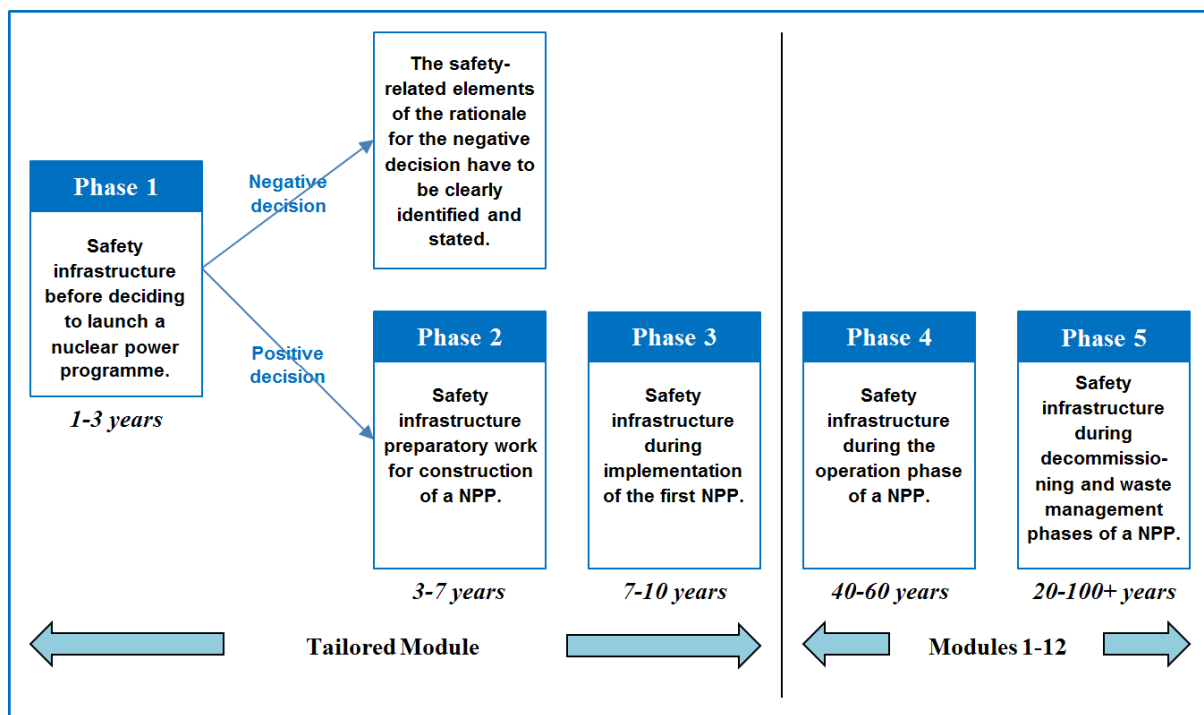 The safety-
related elements
of the rationale
for the negative
decision have to
be clearly
identified and
stated.
Phase 1
Safety
infrastructure
before deciding
to launch a
nuclear power
programme.
1-3 years
Negative
decision
Positive
decision
Phase 2
Safety
infrastructure
preparatory work
for construction
of a NPP.
3-7 years
Phase 3
Safety
infrastructure
during
implementation
of the first NPP.
7-10 years
Phase 4
Safety
infrastructure
during the
operation phase
of a NPP.
40-60 years
Phase 5
Safety
infrastructure
during
decommissio-
ning and waste
management
phases of a NPP.
20-100+ years
Tailored Module
Modules 1-12